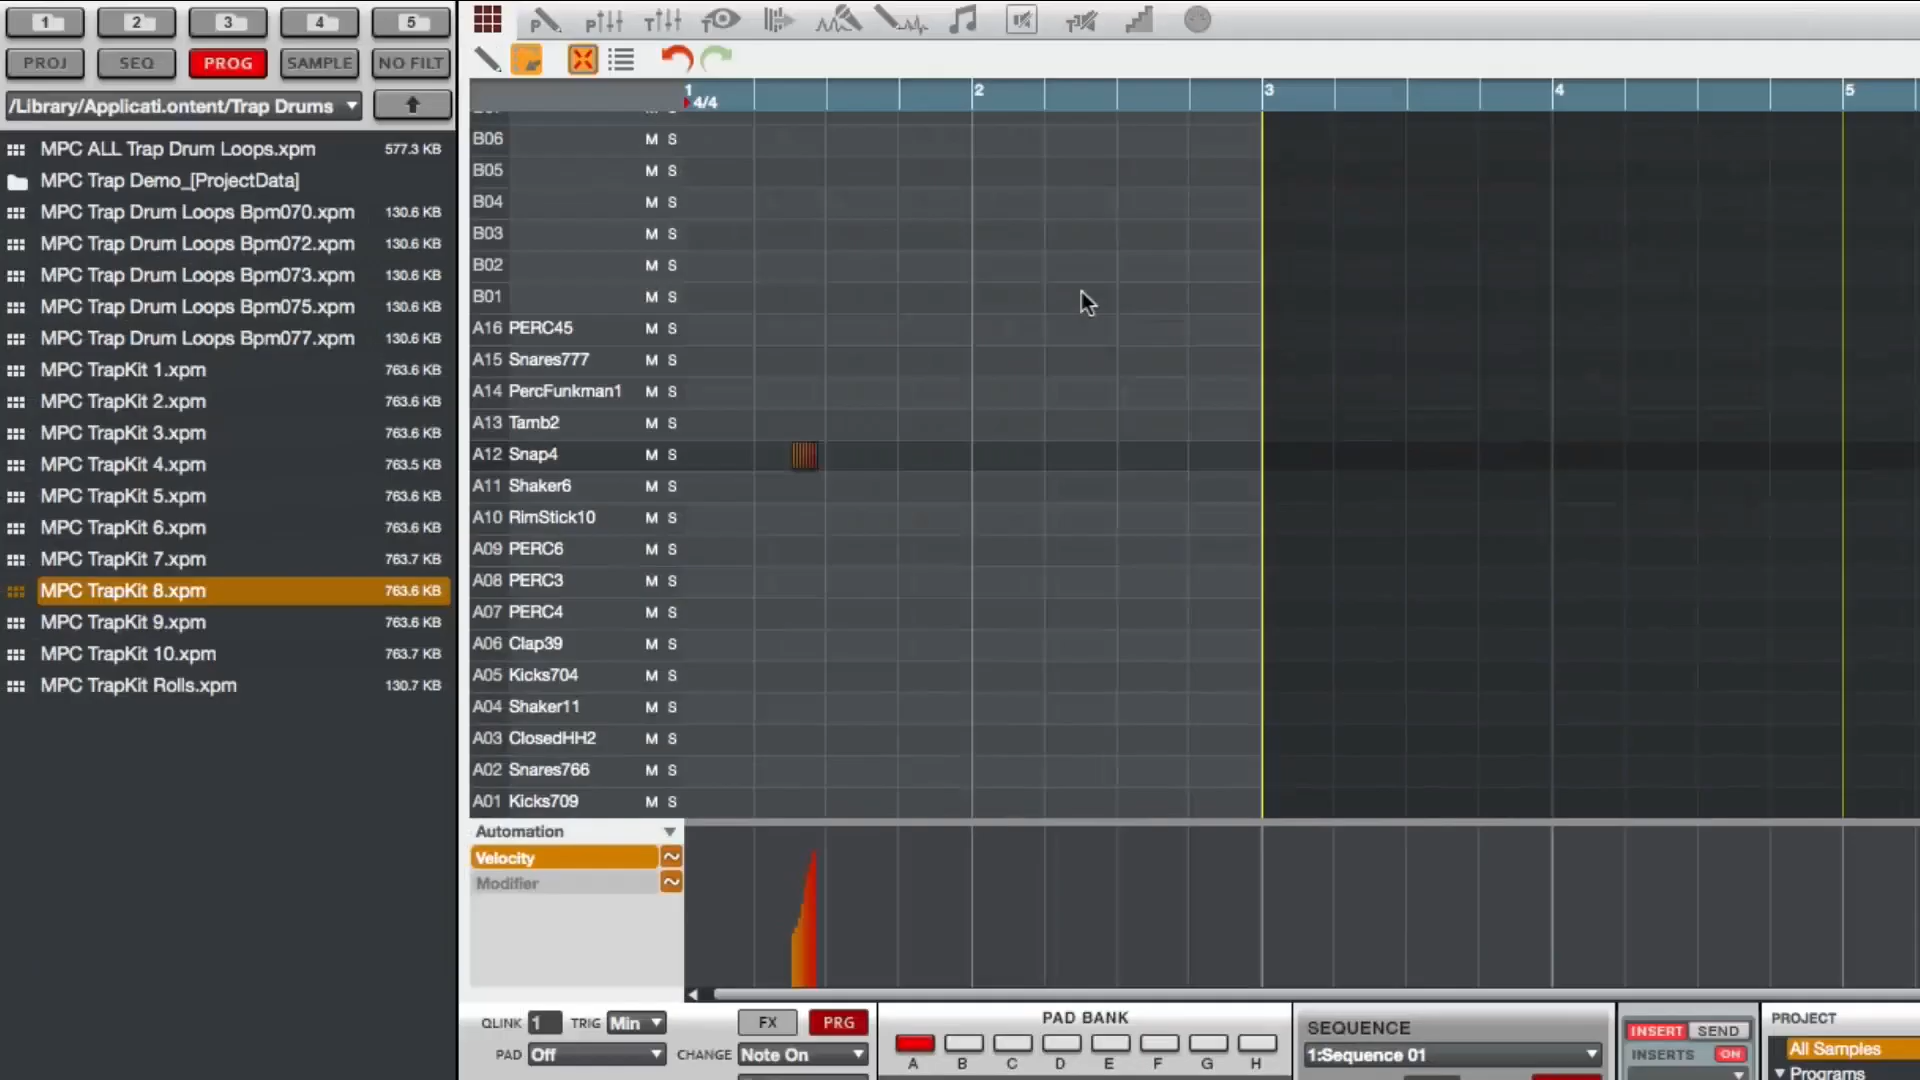 1 2 3 4 5
PROJ SEQ PROG SAMPLE NO FILT
/Library/Applicati.ontent/Trap Drums
MPC ALL Trap Drum Loops.xpm 577.3 KB
MPC Trap Demo_[ProjectData]
MPC Trap Drum Loops Bpm070.xpm 130.6 KB
MPC Trap Drum Loops Bpm072.xpm 130.6 KB
MPC Trap Drum Loops Bpm073.xpm 130.6 KB
MPC Trap Drum Loops Bpm075.xpm 130.6 KB
MPC Trap Drum Loops Bpm077.xpm 130.6 KB
MPC TrapKit 1.xpm 763.6 KB
MPC TrapKit 2.xpm 763.6 KB
MPC TrapKit 3.xpm 763.6 KB
MPC TrapKit 4.xpm 763.5 KB
MPC TrapKit 5.xpm 763.6 KB
MPC TrapKit 6.xpm 763.6 KB
MPC TrapKit 7.xpm 763.7 KB
MPC TrapKit 8.xpm 763.6 KB
MPC TrapKit 9.xpm 763.6 KB
MPC TrapKit 10.xpm 763.7 KB
MPC TrapKit Rolls.xpm 130.7 KB
1 2 3 4 5
4/4
B06 M S
B05 M S
B04 M S
B03 M S
B02 M S
B01 M S
A16 PERC45 M S
A15 Snares777 M S
A14 PercFunkman1 M S
A13 Tamb2 M S
A12 Snap4 M S
A11 Shaker6 M S
A10 RimStick10 M S
A09 PERC6 M S
A08 PERC3 M S
A07 PERC4 M S
A06 Clap39 M S
A05 Kicks704 M S
A04 Shaker11 M S
A03 ClosedHH2 M S
A02 Snares766 M S
A01 Kicks709 M S
Automation
Velocity
Modifier
QLINK 1 TRIG Min FX PRG
PAD Off CHANGE Note On
PAD BANK
A B C D E F G H
SEQUENCE
1:Sequence 01
INSERT SEND
INSERTS ON
PROJECT
All Samples
Programs